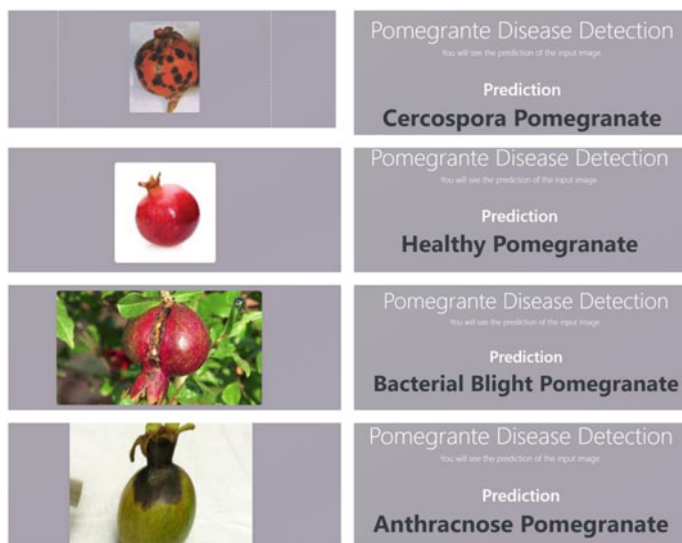 Pomegrante Disease Detection
You will see the prediction of the input image.
Prediction
Cercospora Pomegranate
Pomegrante Disease Detection
You will see the prediction of the input image.
Prediction
Healthy Pomegranate
Pomegrante Disease Detection
You will see the prediction of the input image.
Prediction
Bacterial Blight Pomegranate
Pomegrante Disease Detection
You will see the prediction of the input image.
Prediction
Anthracnose Pomegranate